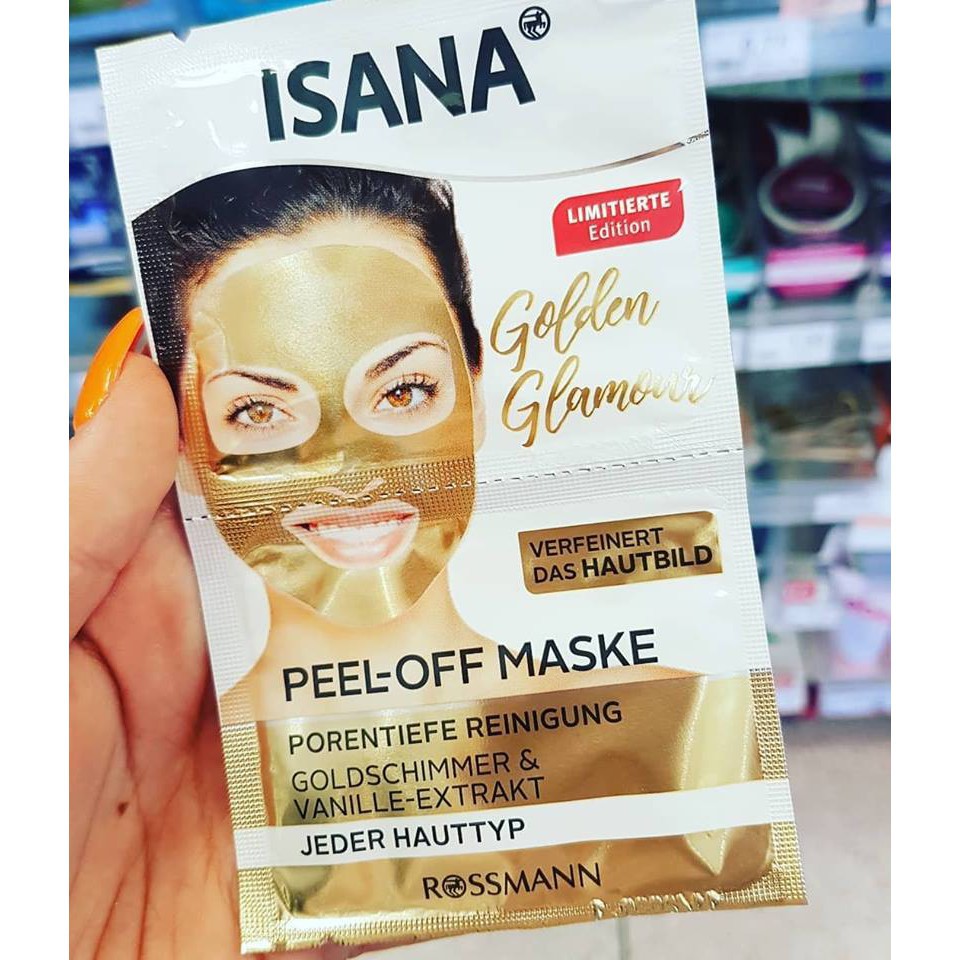 ISANA®
LIMITIERTE
Edition
Golden
Glamour
VERFEINERT
DAS HAUTBILD
PEEL-OFF MASKE
PORENTIEFE REINIGUNG
GOLDSCHIMMER &
VANILLE-EXTRAKT
JEDER HAUTTYP
ROSSMANN